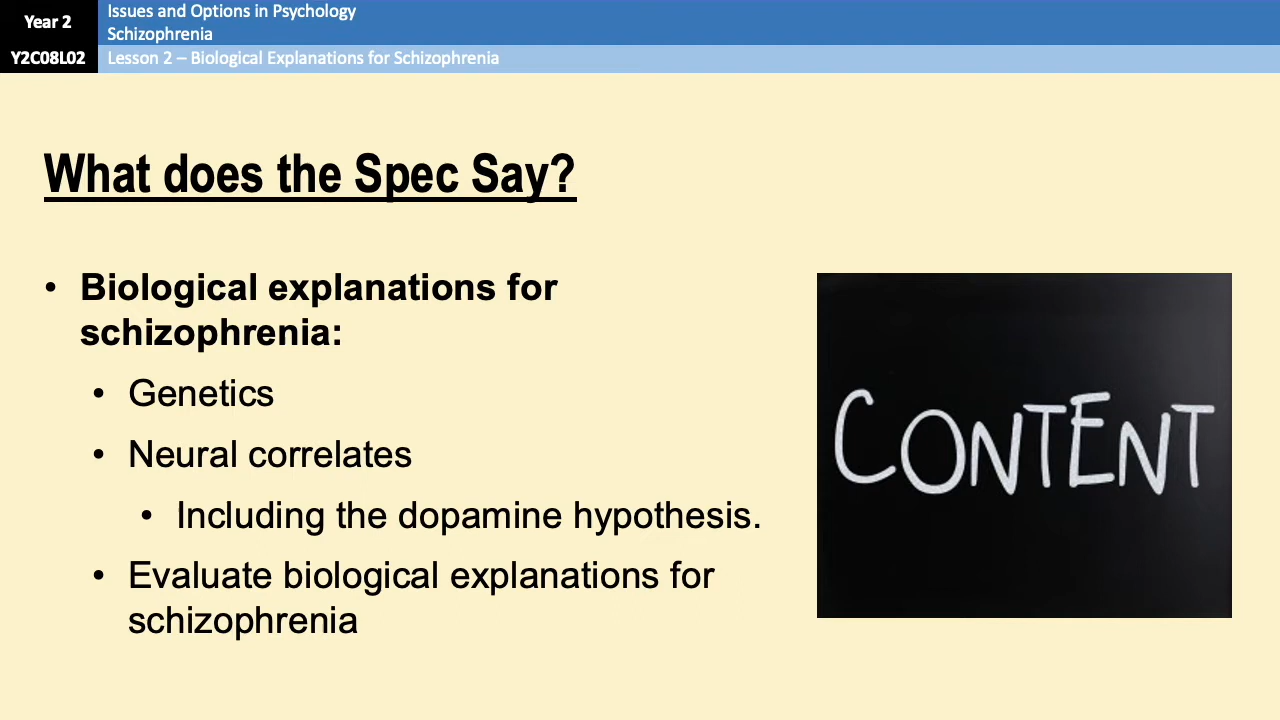 Year 2
Issues and Options in Psychology
Schizophrenia
Y2C08L02
Lesson 2 – Biological Explanations for Schizophrenia
What does the Spec Say?
• Biological explanations for
schizophrenia:
• Genetics
• Neural correlates
• Including the dopamine hypothesis.
• Evaluate biological explanations for
schizophrenia
CONTENT